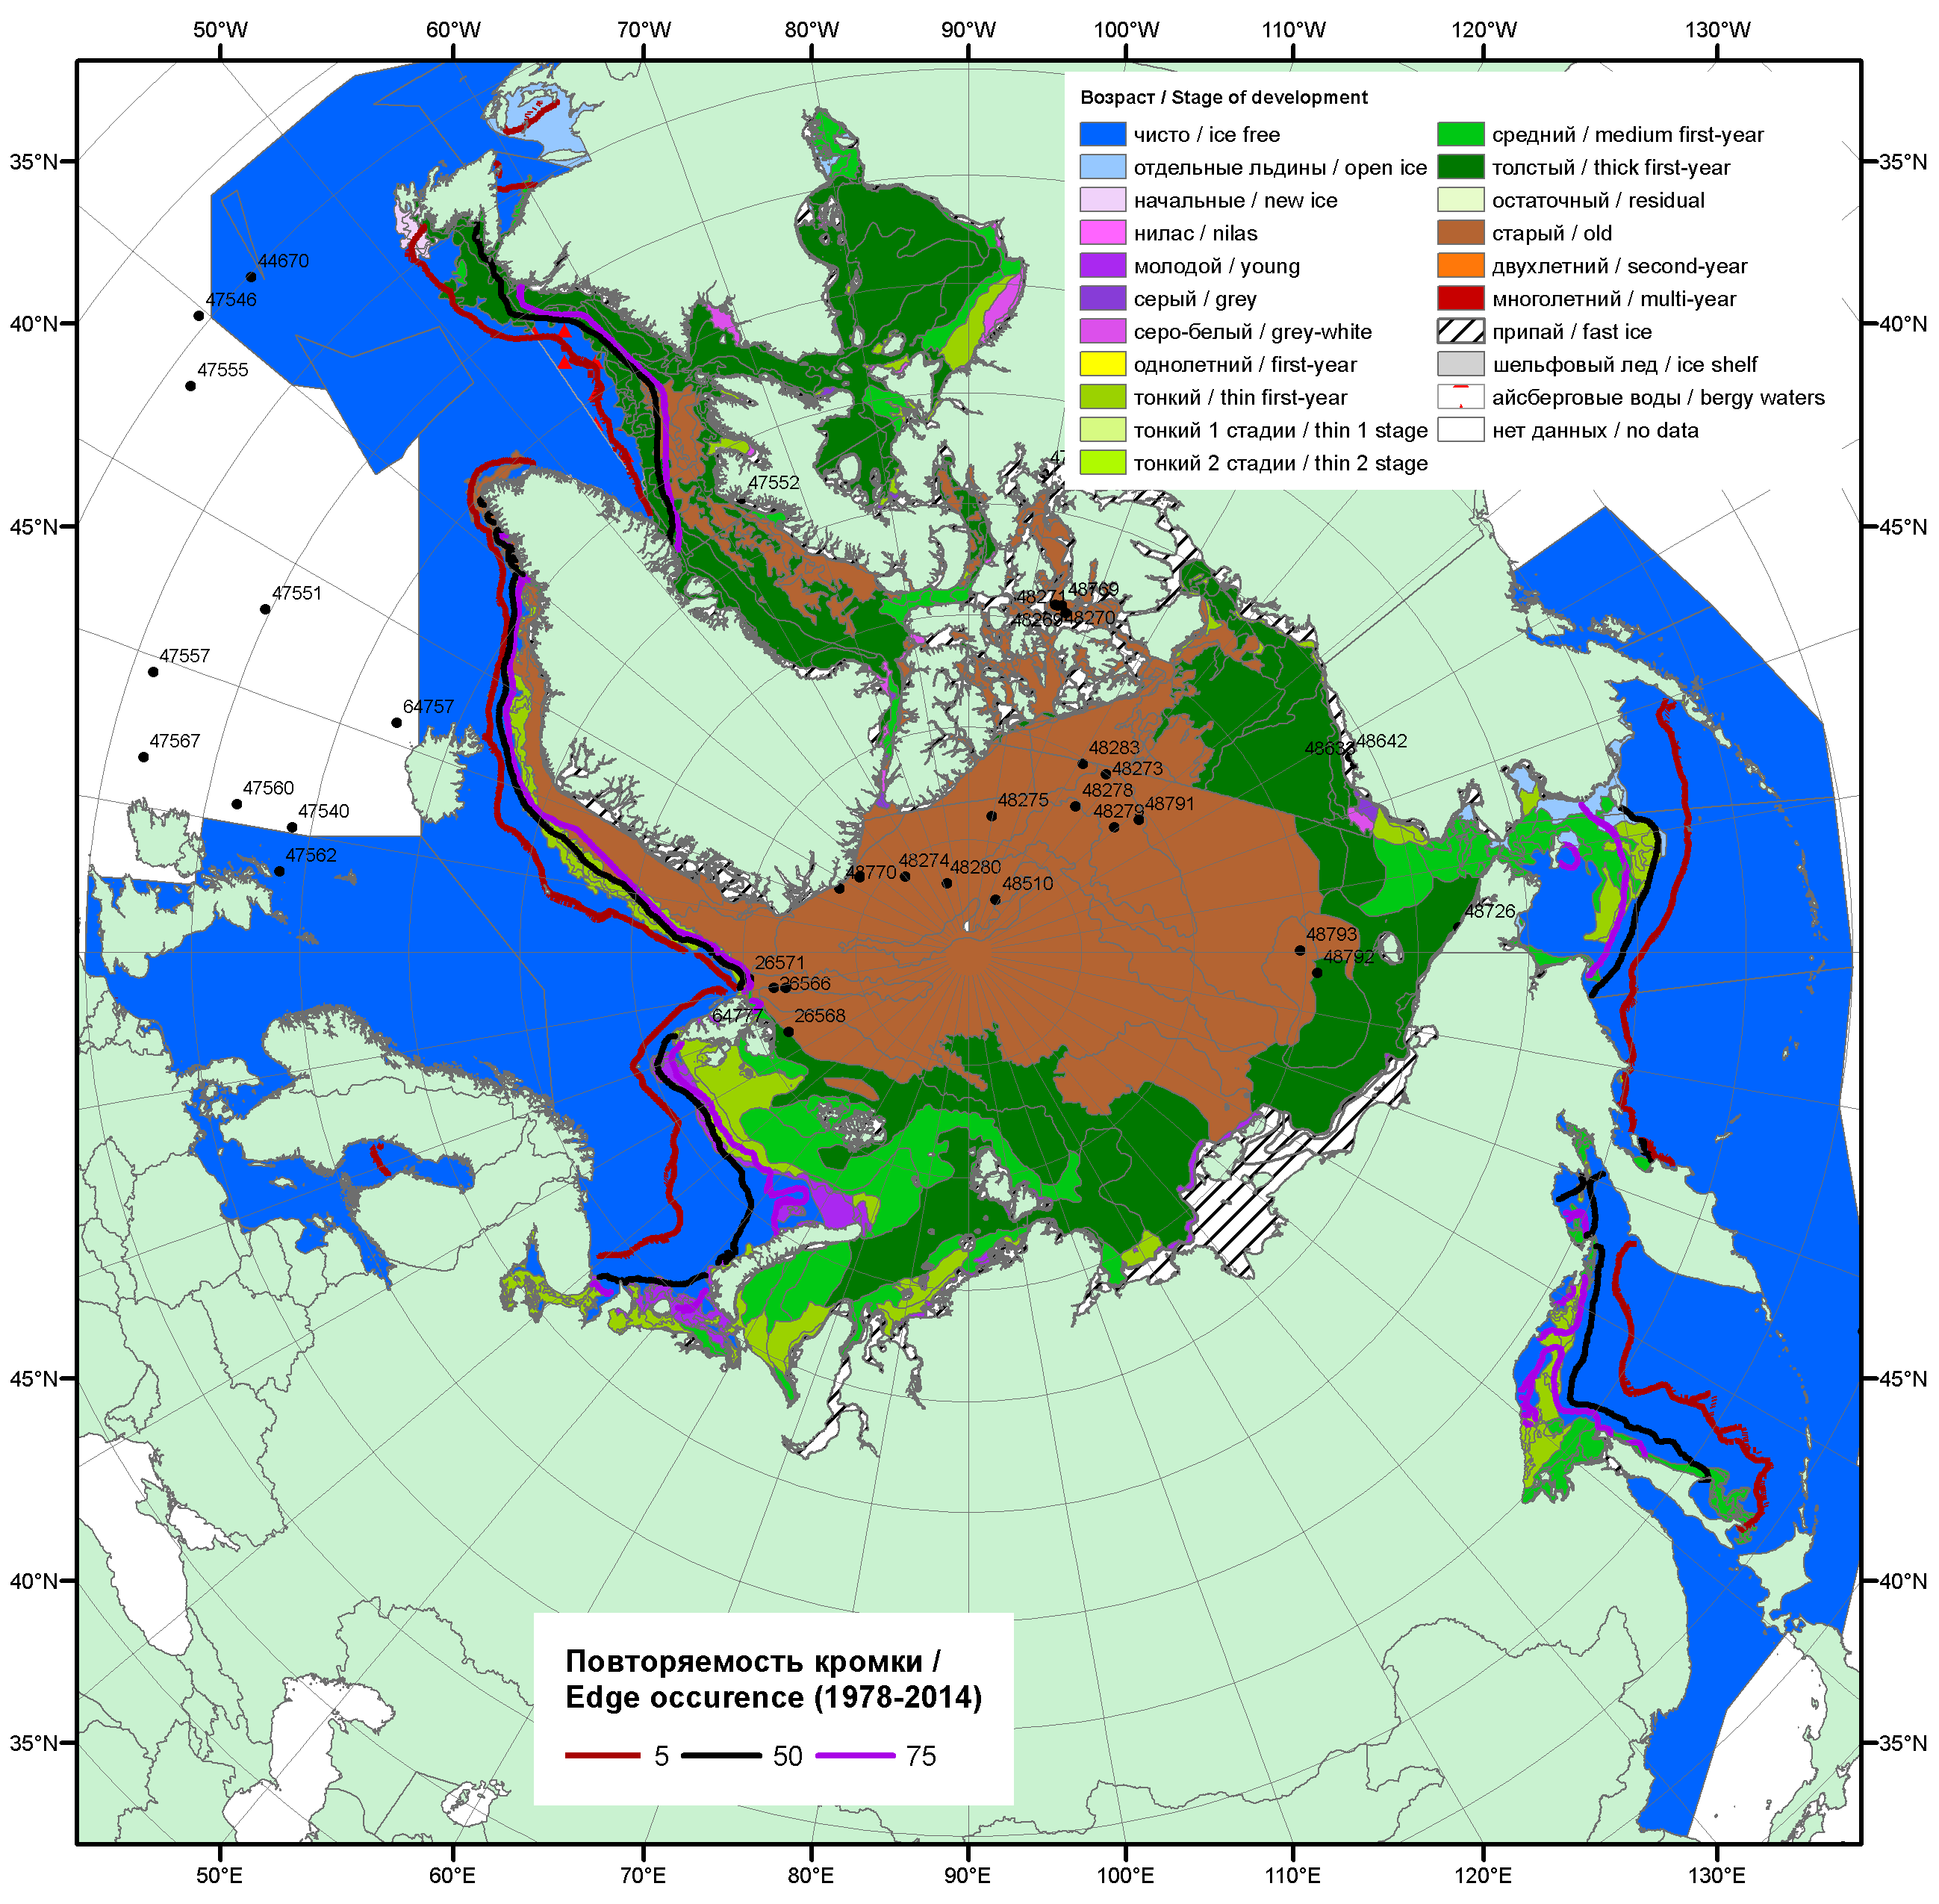 50°W 60°W 70°W 80°W 90°W 100°W 110°W 120°W 130°W
Возраст / Stage of development
чисто / ice free
отдельные льдины / open ice
начальные / new ice
нилас / nilas
молодой / young
серый / grey
серо-белый / grey-white
однолетний / first-year
тонкий / thin first-year
тонкий 1 стадии / thin 1 stage
тонкий 2 стадии / thin 2 stage
средний / medium first-year
толстый / thick first-year
остаточный / residual
старый / old
двухлетний / second-year
многолетний / multi-year
припай / fast ice
шельфовый лед / ice shelf
айсберговые воды / bergy waters
нет данных / no data
35°N 35°N
40°N 40°N
45°N 45°N
44670
47546
47555
47552
47551
47557
64757
47567
47560
47540
47562
48271 48769
48269 48270
48283
48273
48278
48275
48279 48791
48633 48642
48770 48274 48280
48510
48726
48793
48792
26571
26566
64777 26568
45°N 45°N
40°N 40°N
35°N 35°N
Повторяемость кромки /
Edge occurence (1978-2014)
5 50 75
50°E 60°E 70°E 80°E 90°E 100°E 110°E 120°E 130°E